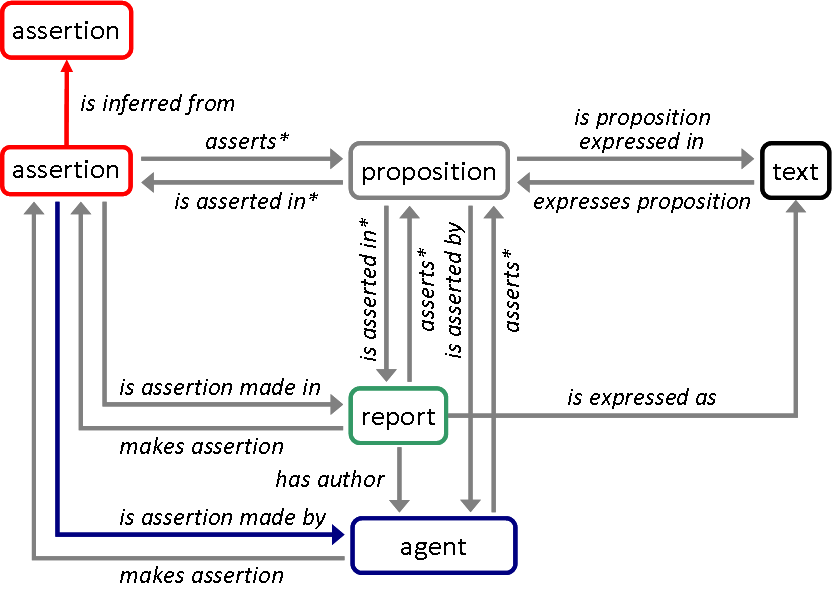 assertion
is inferred from
assertion
asserts*
is asserted in*
proposition
is proposition
expressed in
expresses proposition
text
is asserted in*
asserts*
is asserted by
asserts*
is assertion made in
makes assertion
report
is expressed as
has author
is assertion made by
makes assertion
agent